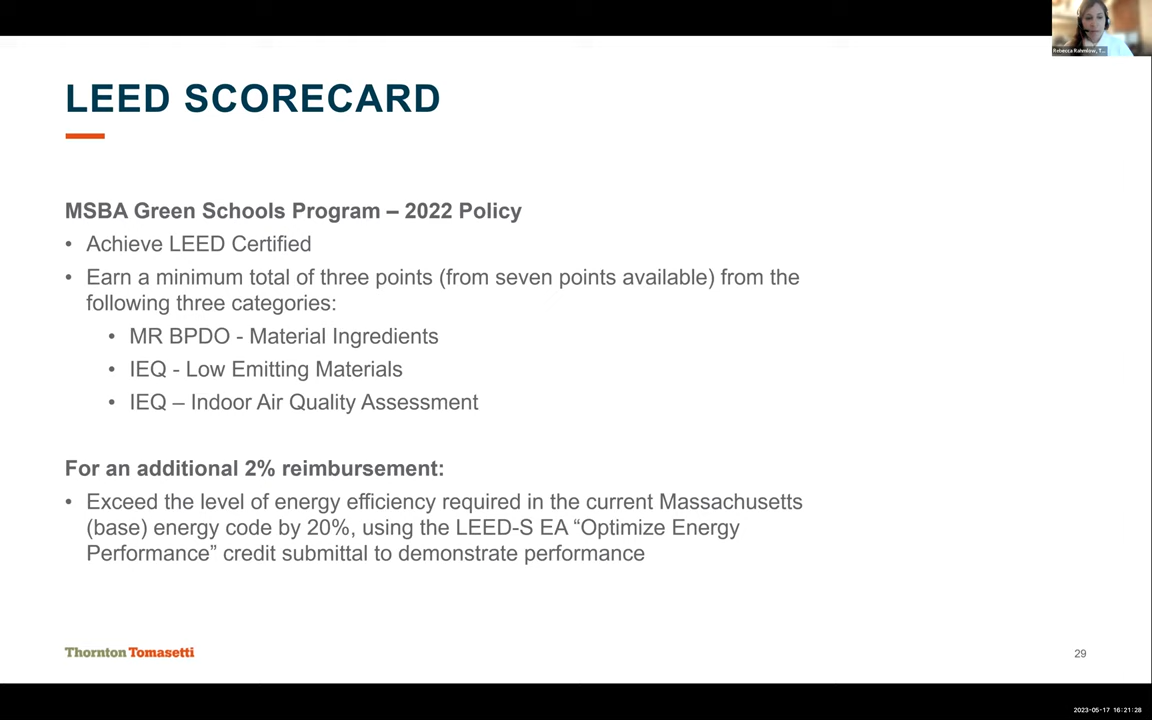 Rebecca Rahmlow, T...
LEED SCORECARD
MSBA Green Schools Program – 2022 Policy
• Achieve LEED Certified
• Earn a minimum total of three points (from seven points available) from the
following three categories:
• MR BPDO - Material Ingredients
• IEQ - Low Emitting Materials
• IEQ – Indoor Air Quality Assessment
For an additional 2% reimbursement:
• Exceed the level of energy efficiency required in the current Massachusetts
(base) energy code by 20%, using the LEED-S EA “Optimize Energy
Performance” credit submittal to demonstrate performance
Thornton Tomasetti
29
2023-05-17 16:21:28